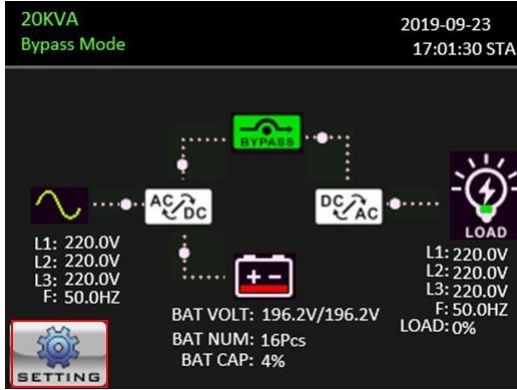 20KVA
Bypass Mode
2019-09-23
17:01:30 STA
BYPASS
AC
DC
DC
AC
LOAD
L1: 220.0V
L2: 220.0V
L3: 220.0V
F: 50.0HZ
L1: 220.0V
L2: 220.0V
L3: 220.0V
F: 50.0HZ
LOAD: 0%
BAT VOLT: 196.2V/196.2V
BAT NUM: 16Pcs
BAT CAP: 4%
SETTING